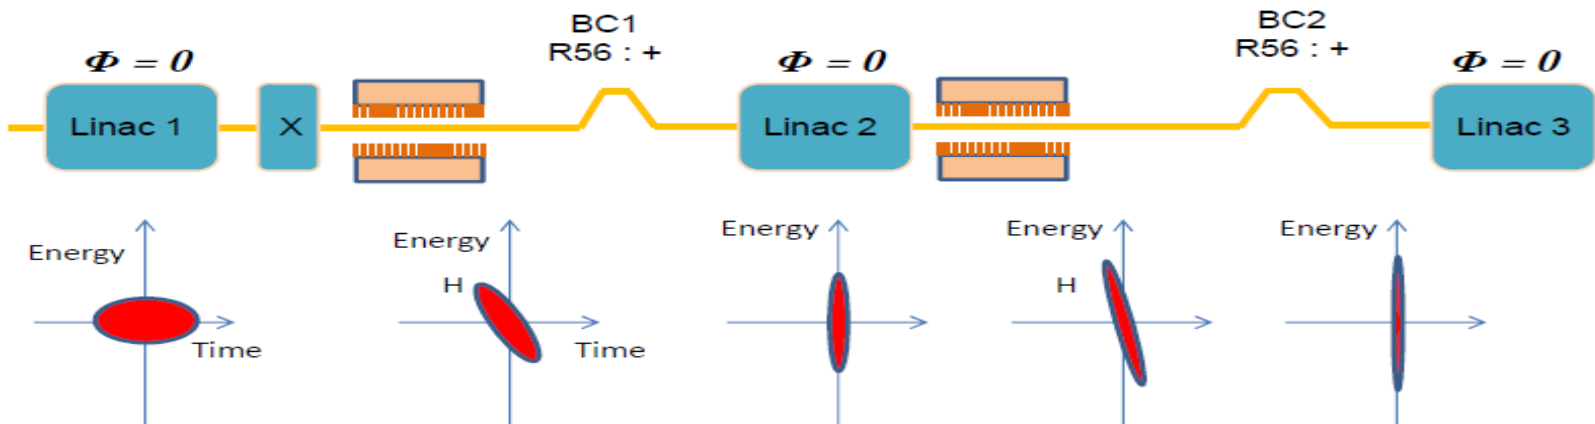 BC1
R56 : +
BC2
R56 : +
Φ = 0
Φ = 0
Φ = 0
Linac 1
X
Linac 2
Linac 3
Energy
Time
Energy
H
Time
Energy
Energy
H
Energy